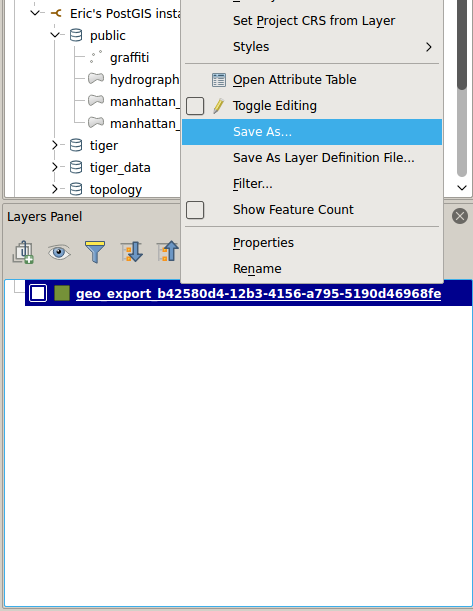 Eric's PostGIS insta
public
graffiti
hydrograph
manhattan_
manhattan_
tiger
tiger_data
topology
Set Project CRS from Layer
Styles
Open Attribute Table
Toggle Editing
Save As...
Save As Layer Definition File...
Filter...
Show Feature Count
Properties
Rename
Layers Panel
geo_export_b42580d4-12b3-4156-a795-5190d46968fe